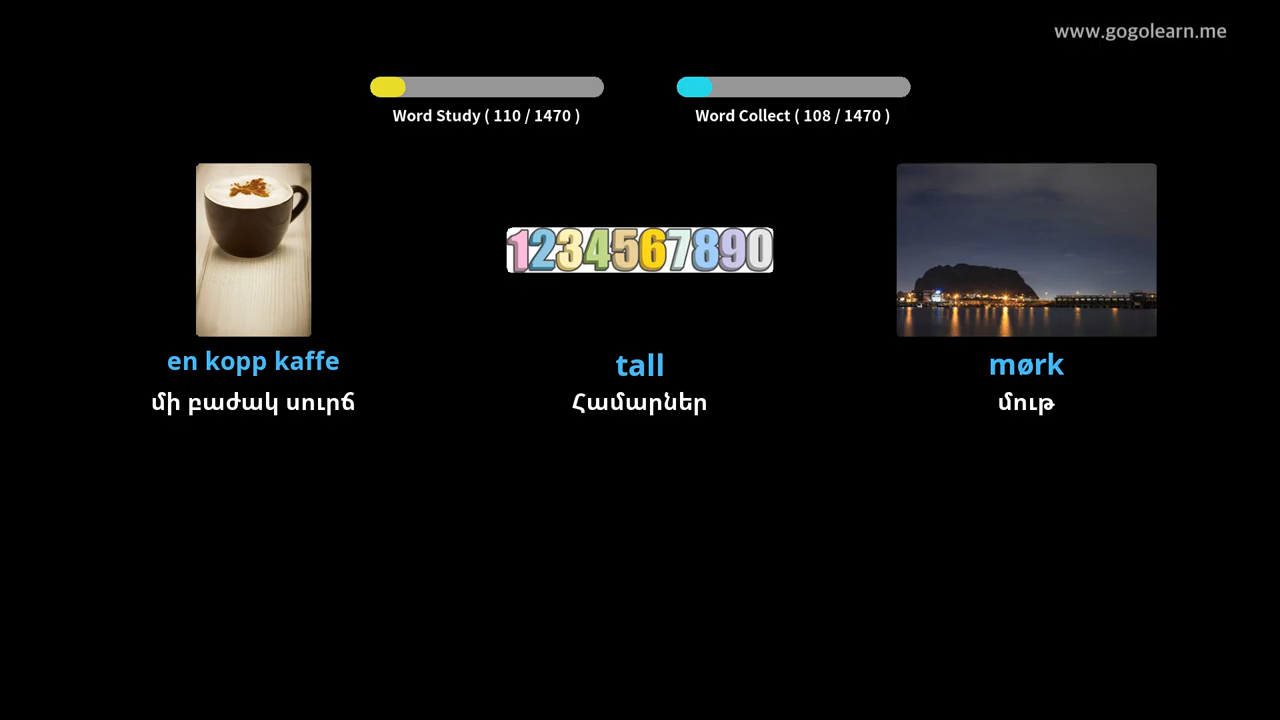 www.gogolearn.me
Word Study ( 110 / 1470 )
Word Collect ( 108 / 1470 )
1234567890
en kopp kaffe
tall
mørk
մի բաժակ սուրճ
Համարներ
մութ